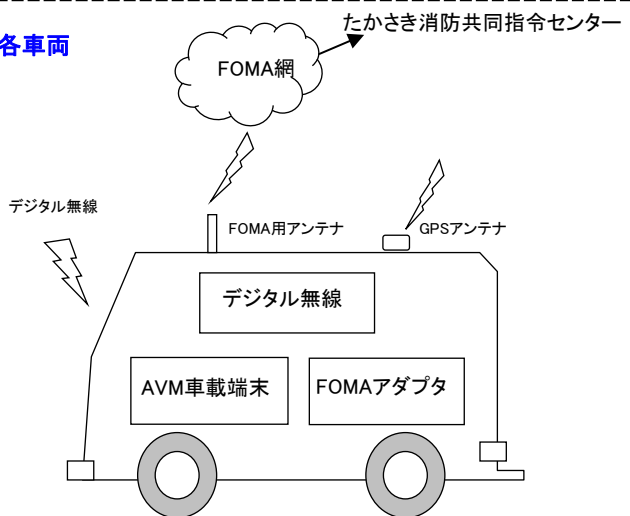 たかさき消防共同指令センター
各車両
FOMA網
デジタル無線
FOMA用アンテナ
GPSアンテナ
デジタル無線
AVM車載端末
FOMAアダプタ